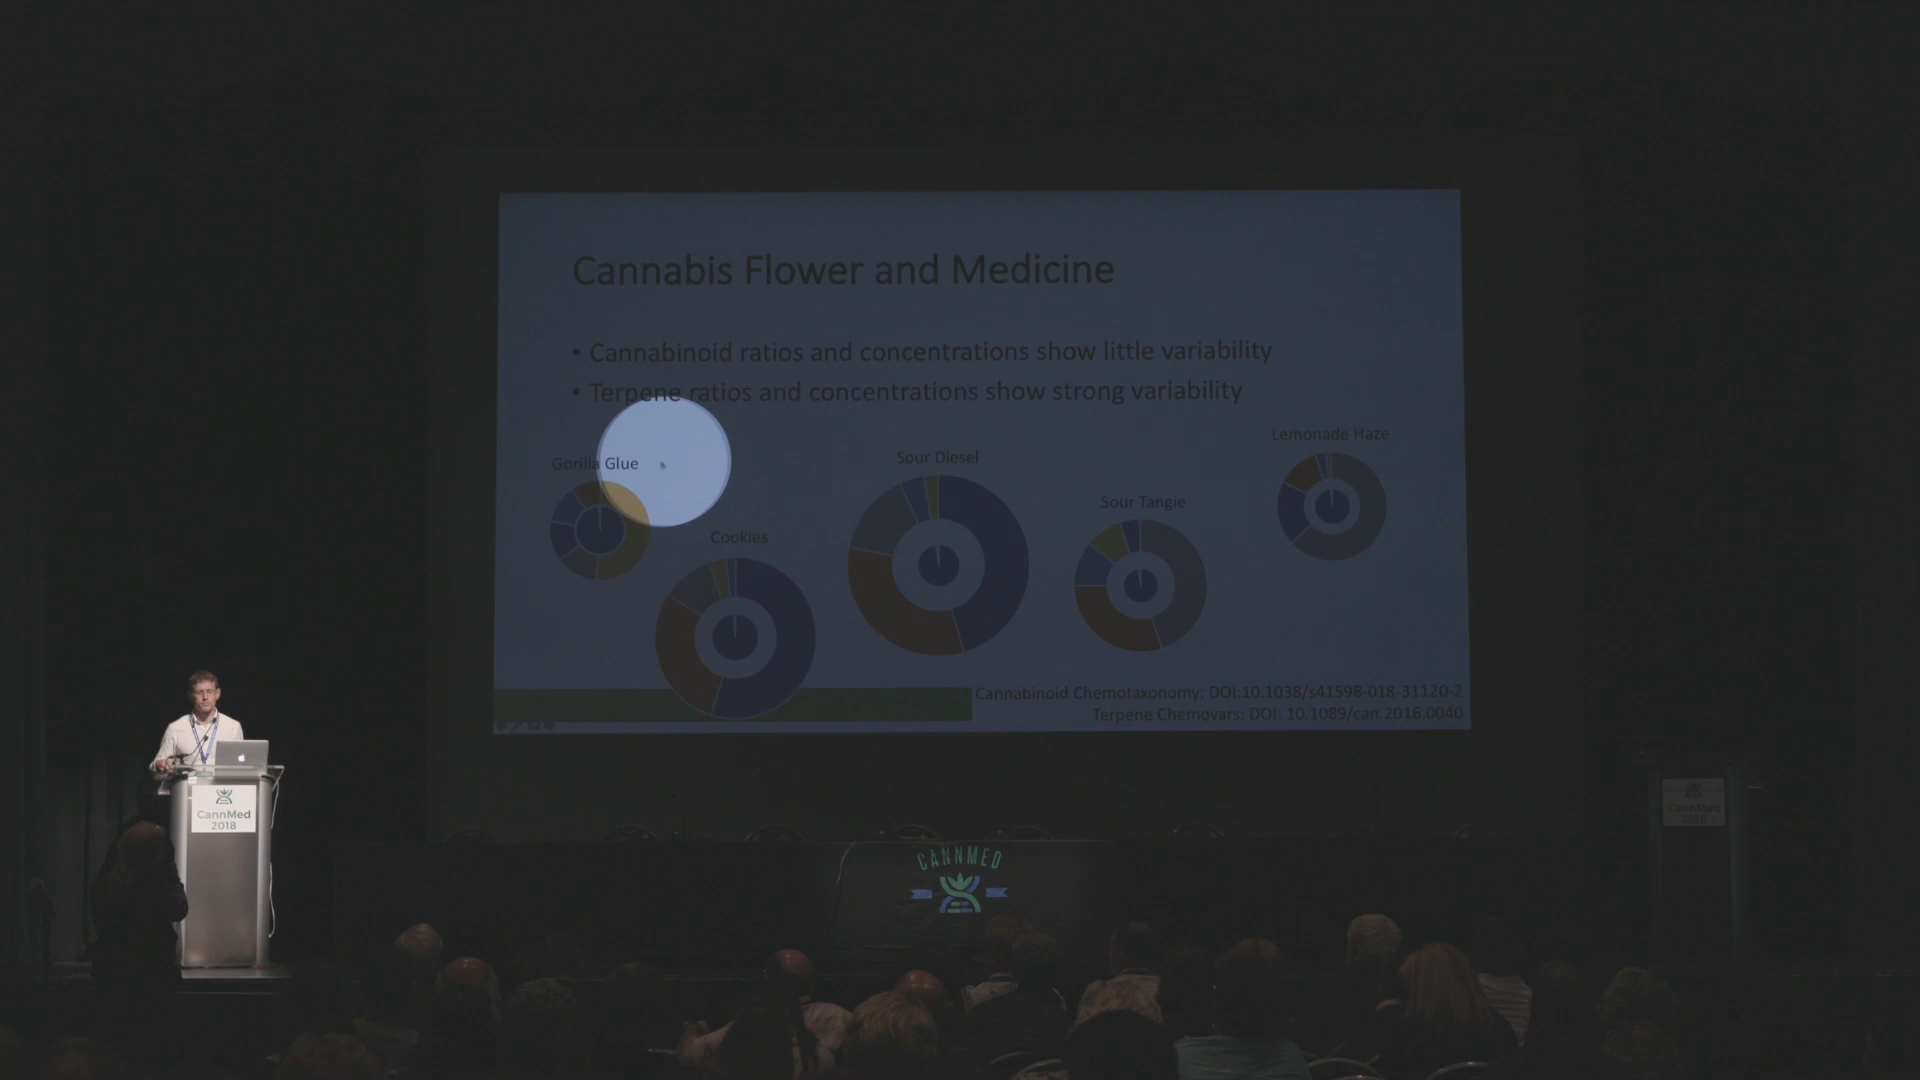 Cannabis Flower and Medicine
• Cannabinoid ratios and concentrations show little variability
• Terpene ratios and concentrations show strong variability
Lemonade Haze
Sour Diesel
Gorilla Glue
Sour Tangie
Cookies
Cannabinoid Chemotaxonomy: DOI:10.1038/s41598-018-31120-2
Terpene Chemovars: DOI: 10.1089/can.2016.0040
CannMed
2018
CannMed
2018
CANNMED